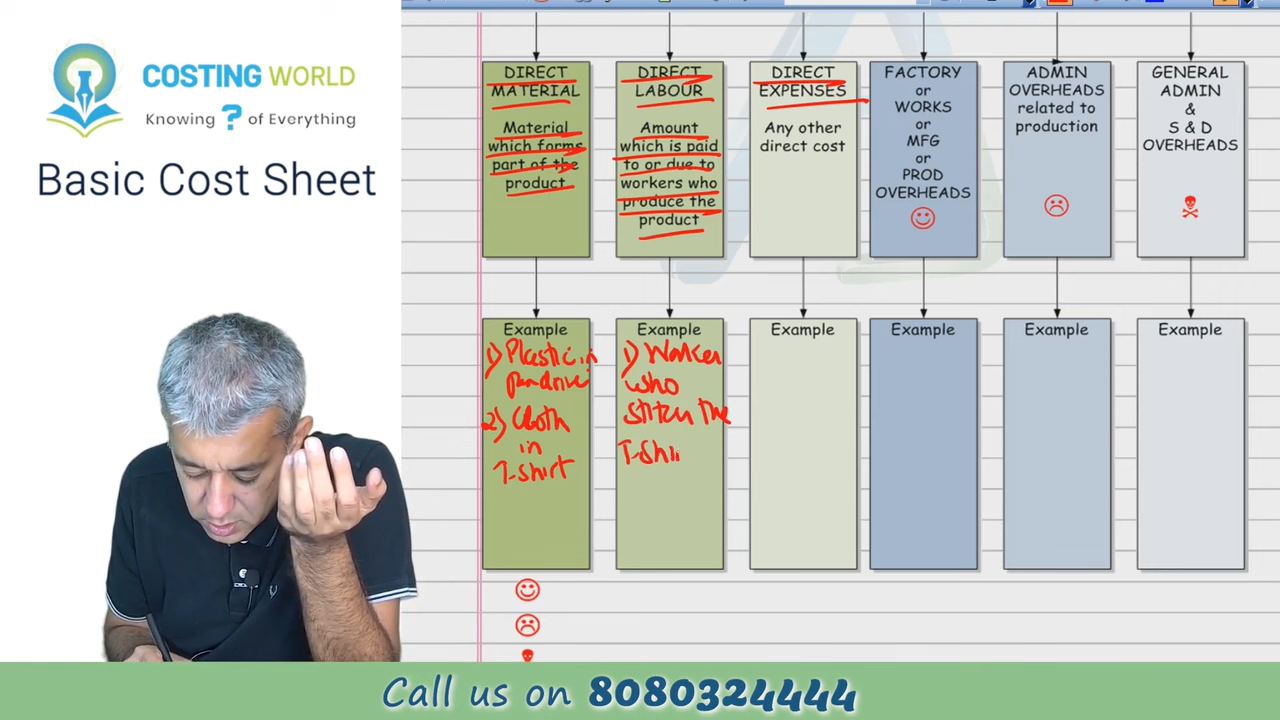 COSTING WORLD
Knowing ? of Everything
Basic Cost Sheet
DIRECT
MATERIAL
Material
which forms
part of the
product
DIRECT
LABOUR
Amount
which is paid
to or due to
workers who
produce the
product
DIRECT
EXPENSES
Any other
direct cost
FACTORY
or
WORKS
or
MFG
or
PROD
OVERHEADS
ADMIN
OVERHEADS
related to
production
GENERAL
ADMIN
&
S & D
OVERHEADS
Example
1) Plastic in
pendrive
2) Cloth
in
T-shirt
Example
1) Worker
who
stitch the
T-Shi
Example
Example
Example
Example
Call us on 8080324444